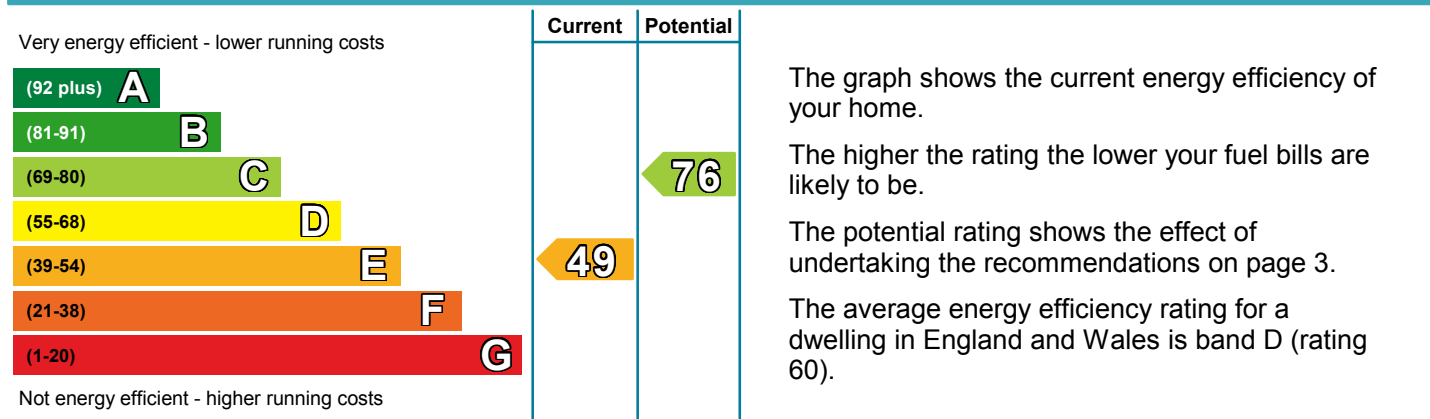 Current Potential
Very energy efficient - lower running costs
(92 plus) A
(81-91) B
(69-80) C
76
(55-68) D
(39-54) E
49
(21-38) F
(1-20) G
Not energy efficient - higher running costs
The graph shows the current energy efficiency of
your home.
The higher the rating the lower your fuel bills are
likely to be.
The potential rating shows the effect of
undertaking the recommendations on page 3.
The average energy efficiency rating for a
dwelling in England and Wales is band D (rating
60).